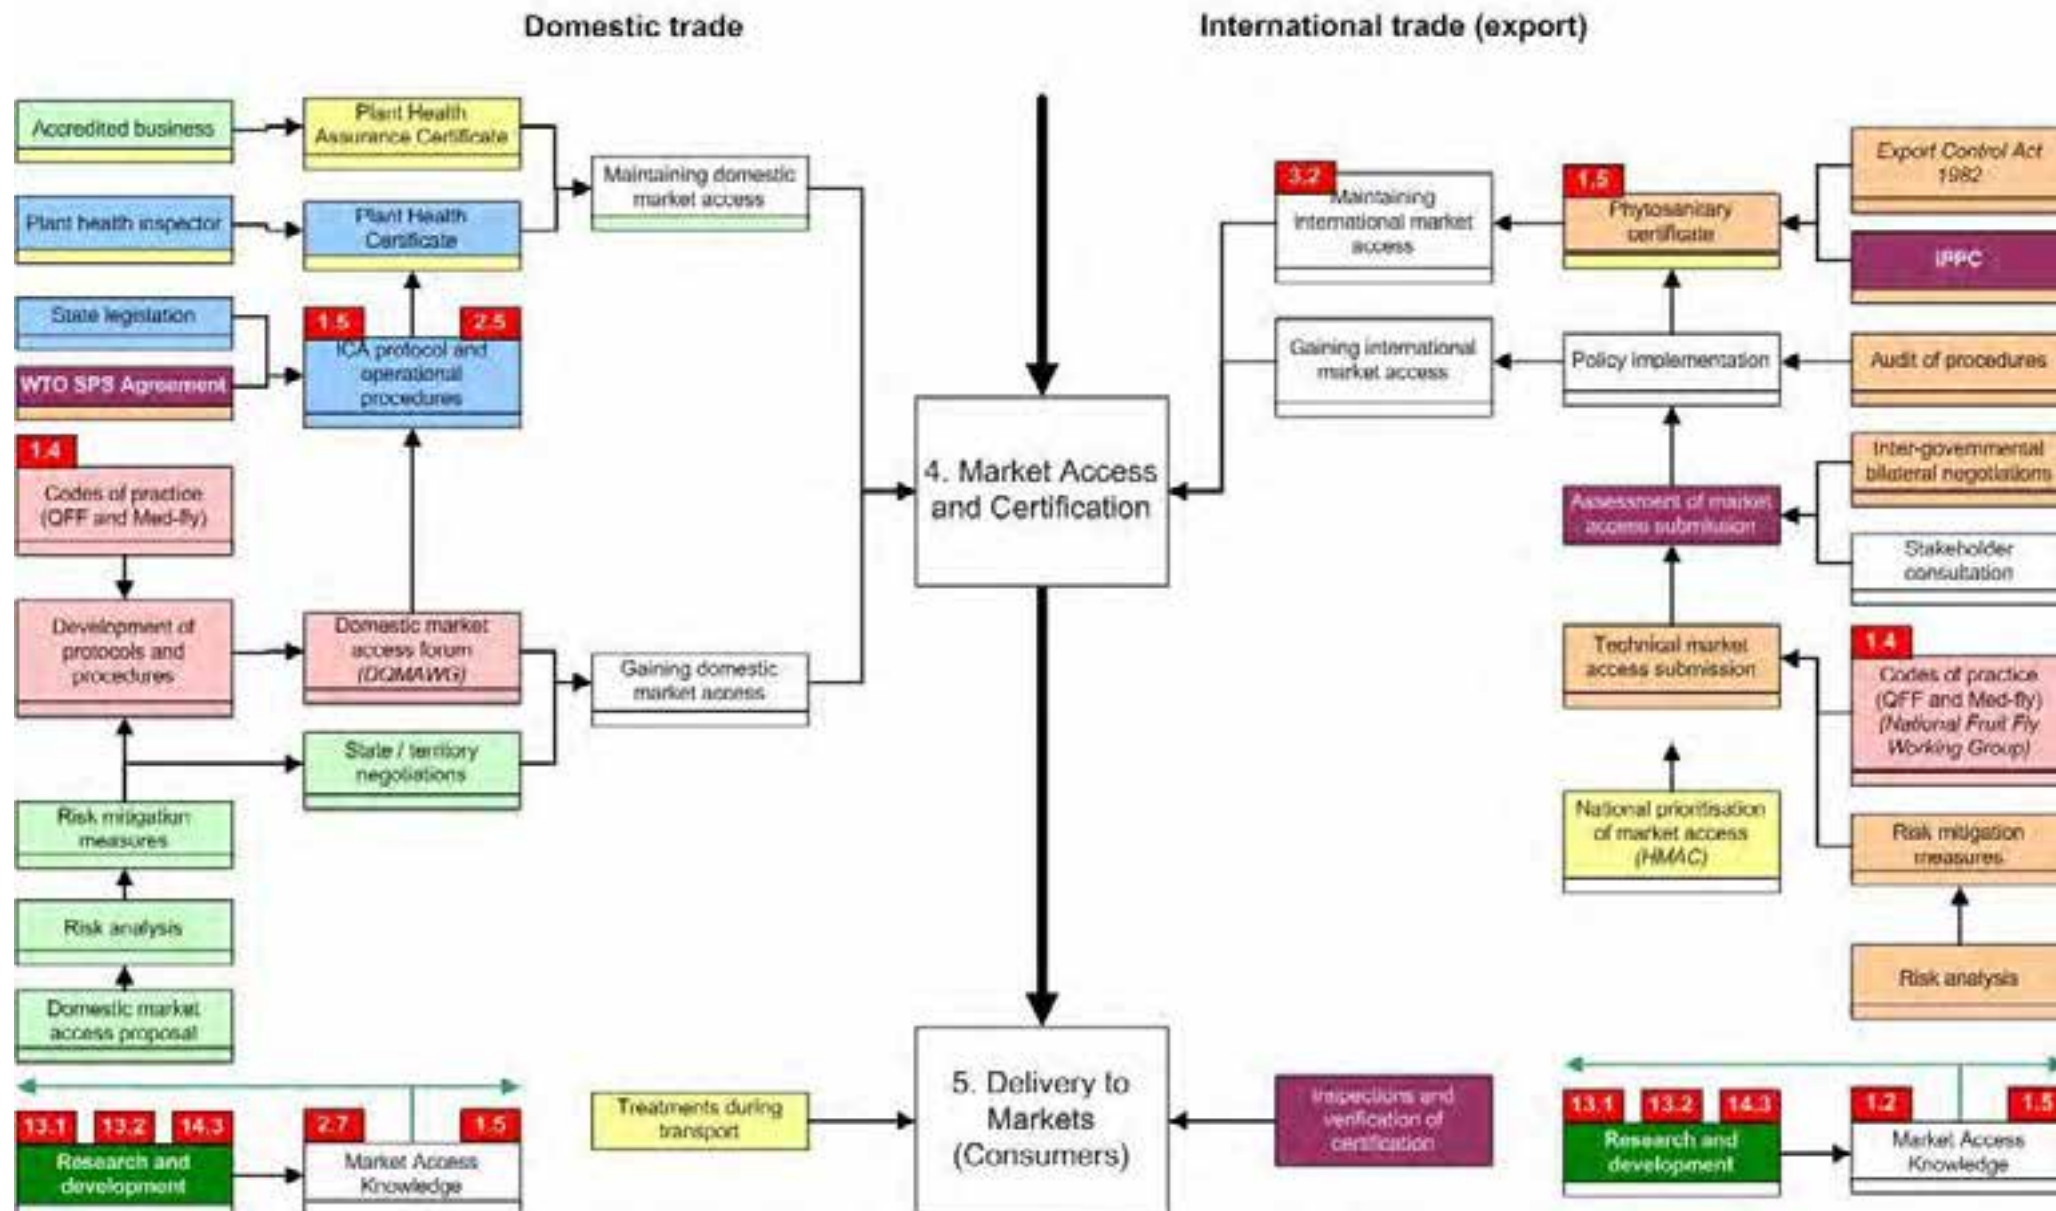 Domestic trade
International trade (export)
Accredited business
Plant Health
Assurance Certificate
Plant health inspector
Plant Health
Certificate
Maintaining domestic
market access
State legislation
WTO SPS Agreement
1.5
2.5
ICA protocol and
operational
procedures
1.4
Codes of practice
(QFF and Med-fly)
Development of
protocols and
procedures
Domestic market
access forum
(DQMAWG)
Gaining domestic
market access
State / territory
negotiations
Risk mitigation
measures
Risk analysis
Domestic market
access proposal
13.1
13.2
14.3
Research and
development
2.7
1.5
Market Access
Knowledge
4. Market Access
and Certification
Treatments during
transport
5. Delivery to
Markets
(Consumers)
Inspections and
verification of
certification
3.2
Maintaining
international market
access
1.5
Phytosanitary
certificate
Export Control Act
1982
IPPC
Gaining international
market access
Policy implementation
Audit of procedures
Inter-governmental
bilateral negotiations
Assessment of market
access submission
Stakeholder
consultation
Technical market
access submission
1.4
Codes of practice
(QFF and Med-fly)
(National Fruit Fly
Working Group)
National prioritisation
of market access
(HMAC)
Risk mitigation
measures
Risk analysis
13.1
13.2
14.3
Research and
development
1.2
1.5
Market Access
Knowledge